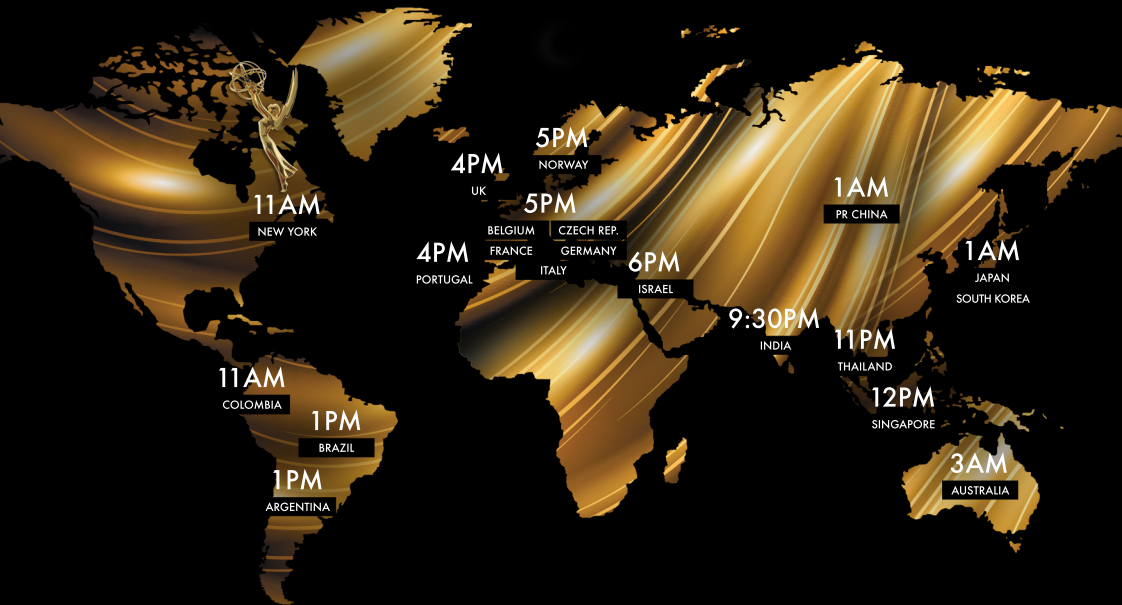 5PM
NORWAY
4PM
UK
11AM
NEW YORK
5PM
BELGIUM
CZECH REP.
FRANCE
GERMANY
ITALY
4PM
PORTUGAL
6PM
ISRAEL
1AM
PR CHINA
1AM
JAPAN
SOUTH KOREA
9:30PM
INDIA
11PM
THAILAND
11AM
COLOMBIA
12PM
SINGAPORE
1PM
BRAZIL
3AM
AUSTRALIA
1PM
ARGENTINA